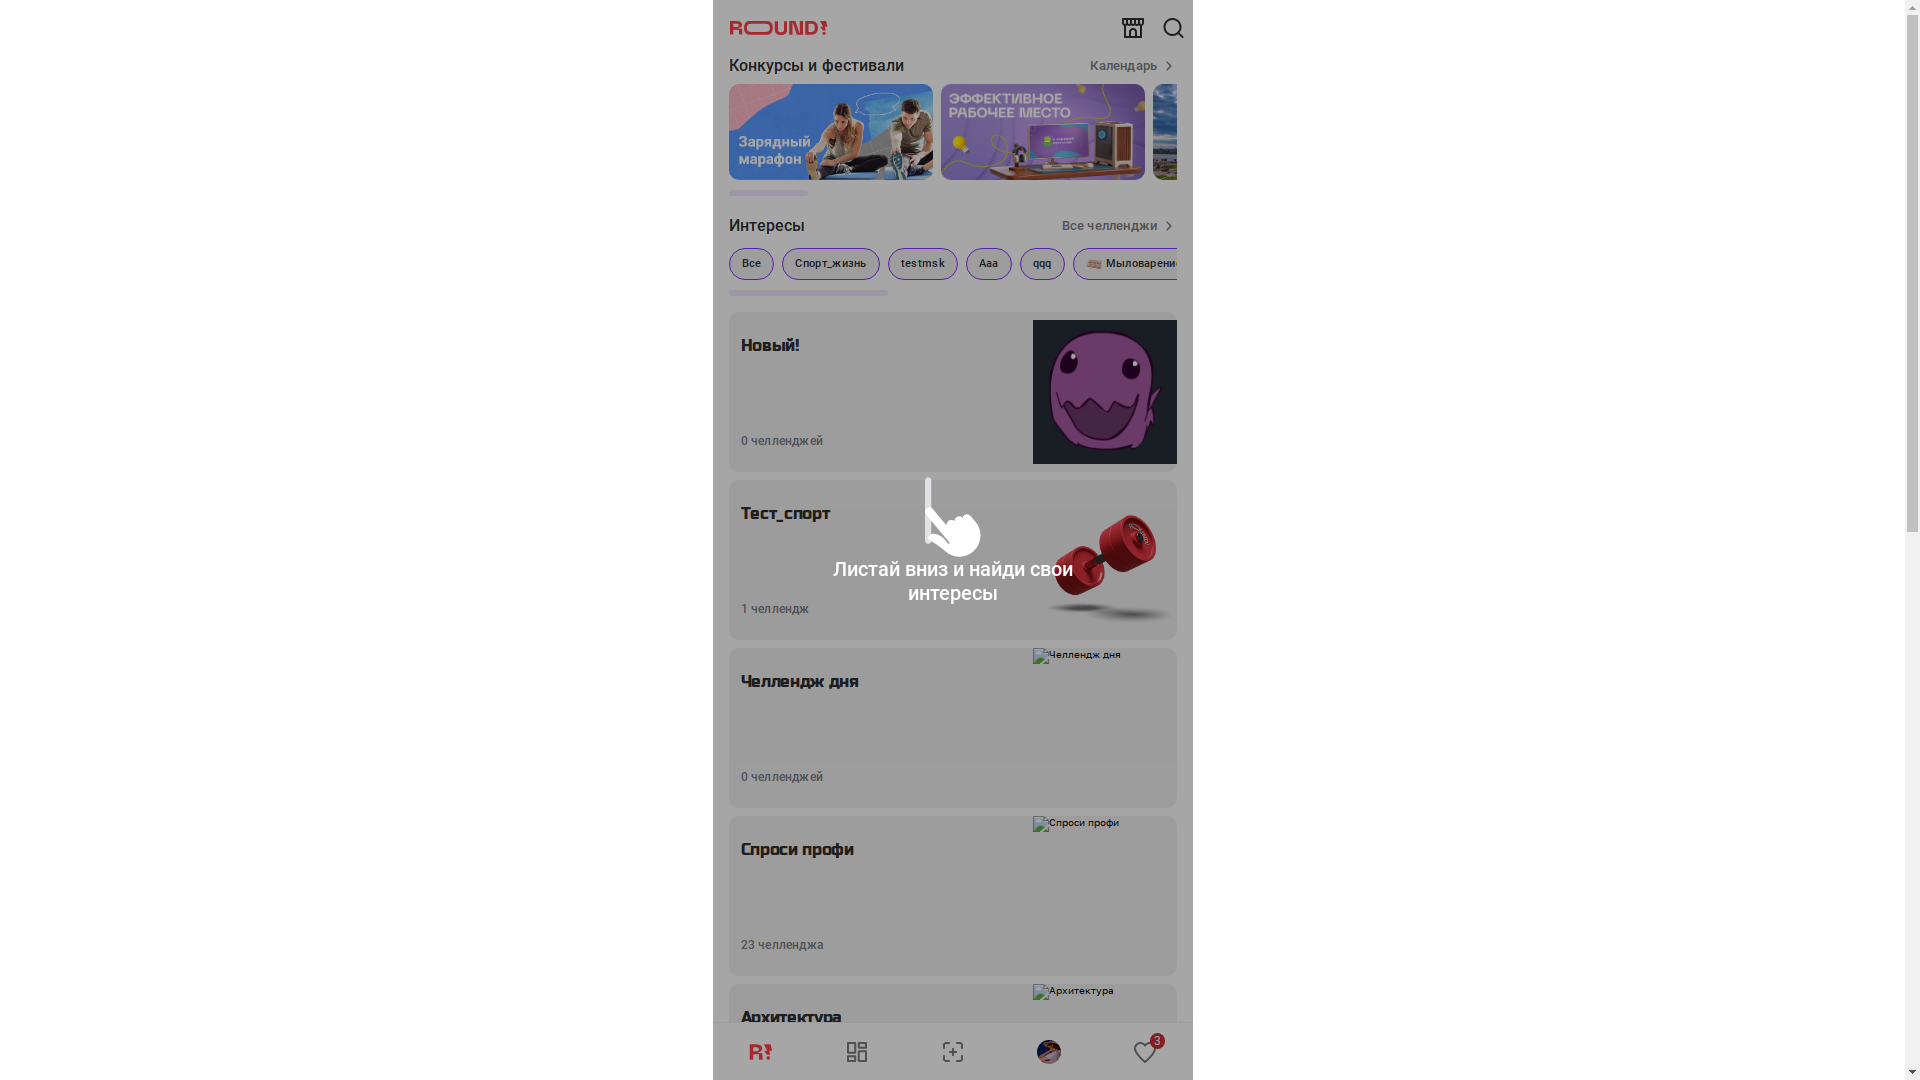 ROUND!
Конкурсы и фестивали
Календарь
Зарядный
марафон
ЭФФЕКТИВНОЕ
РАБОЧЕЕ МЕСТО
Интересы
Все челленджи
Все
Спорт_жизнь
testmsk
Aaa
qqq
Мыловарени
Новый!
0 челленджей
Тест_спорт
1 челлендж
Листай вниз и найди свои
интересы
Челлендж дня
Челлендж дня
0 челленджей
Спроси профи
Спроси профи
23 челленджа
Архитектура
Архитектура
R!
3